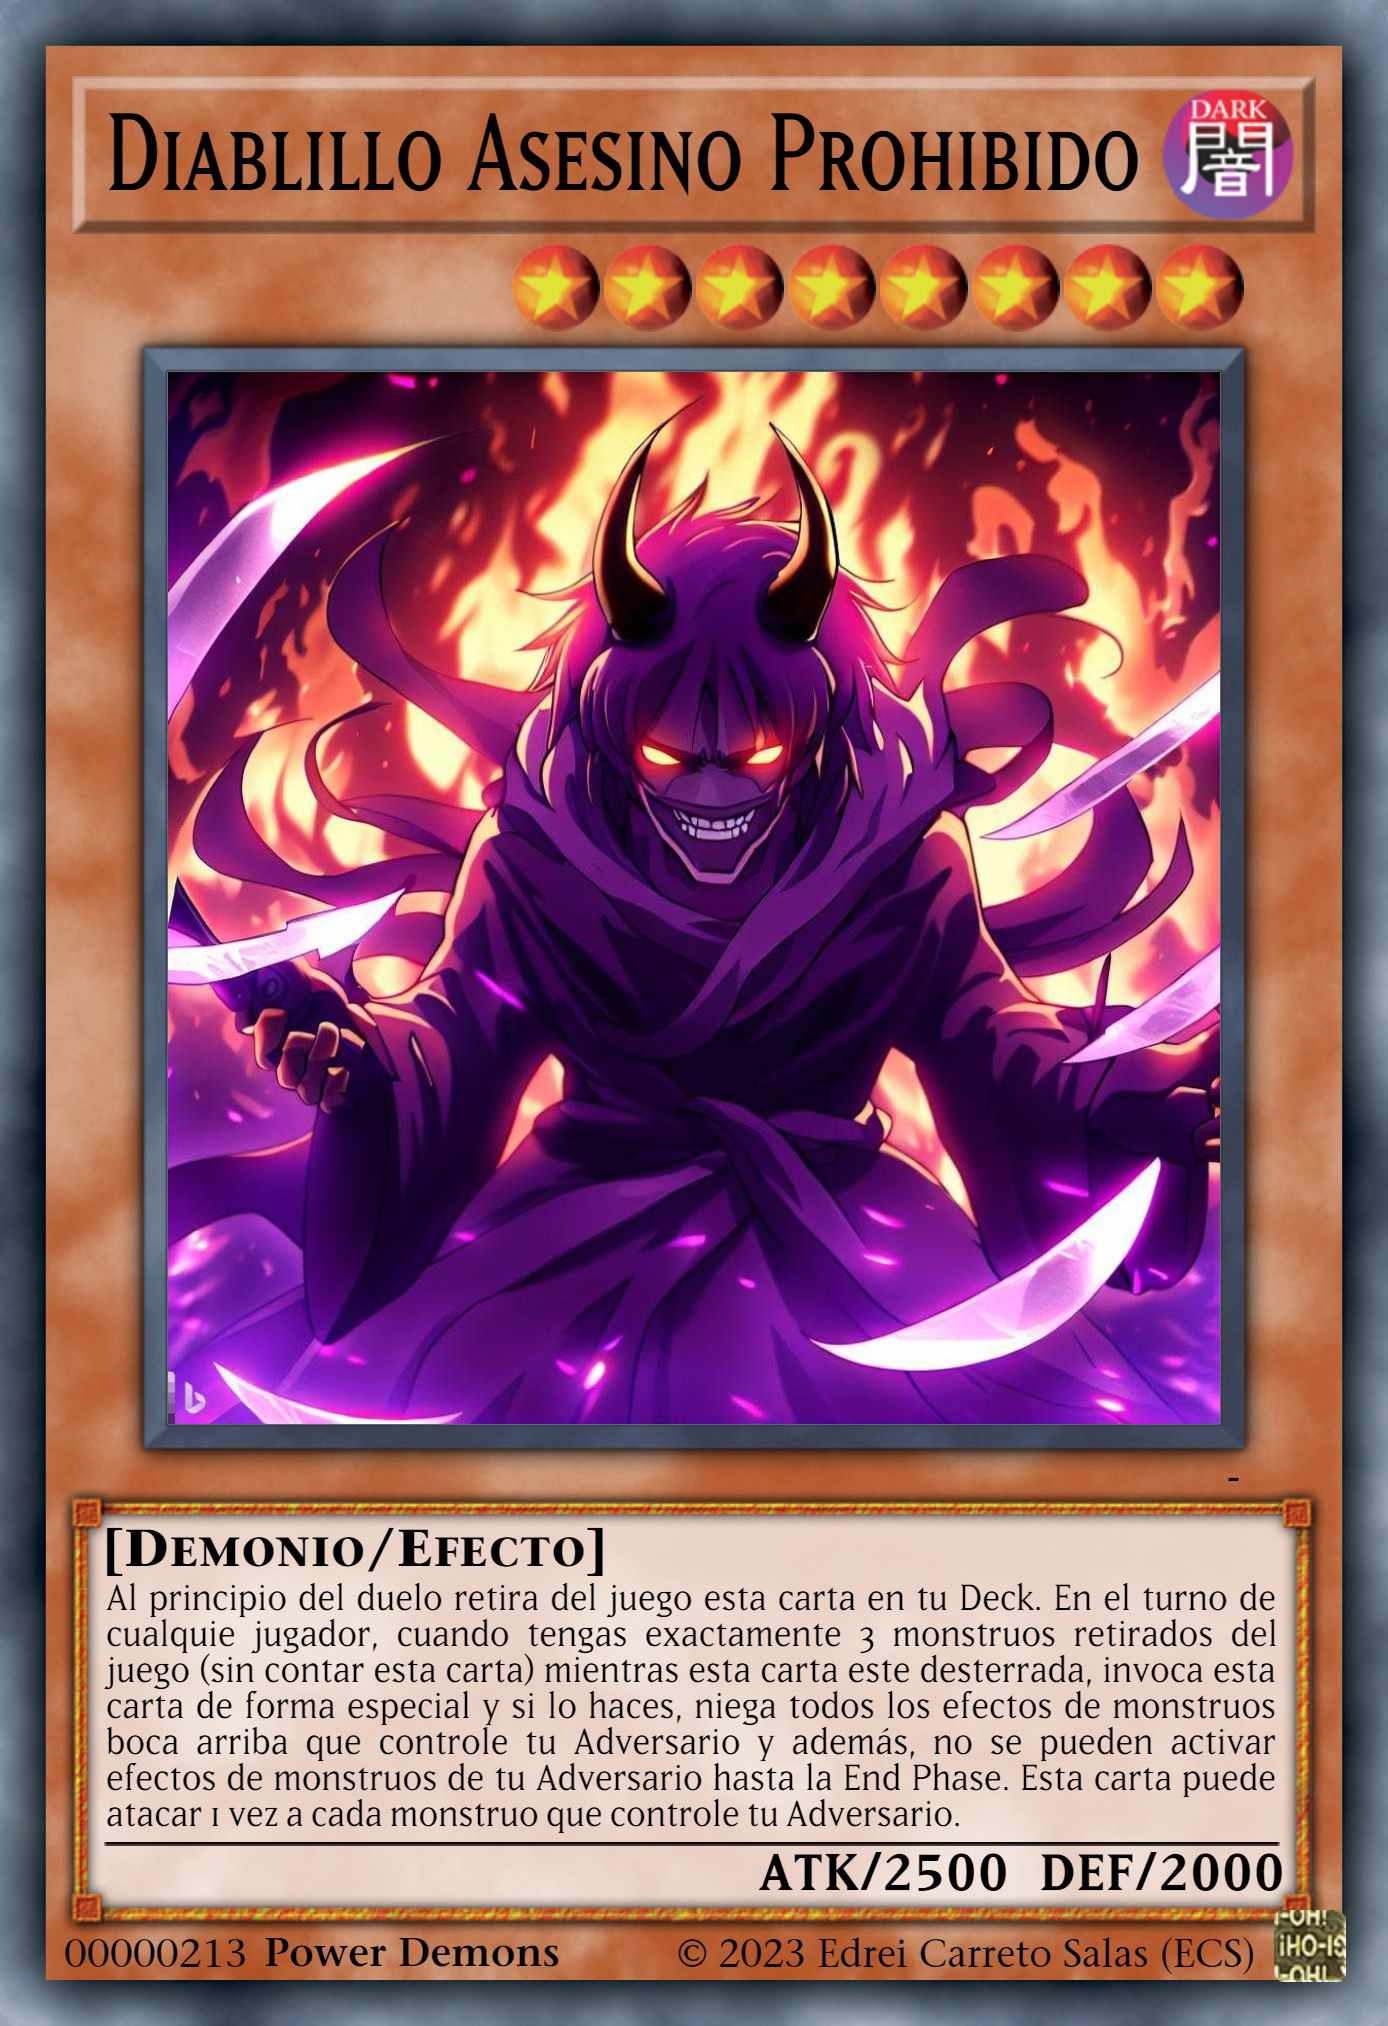 Diablillo Asesino Prohibido
DARK
闇
-
[Demonio/Efecto]
Al principio del duelo retira del juego esta carta en tu Deck. En el turno de
cualquie jugador, cuando tengas exactamente 3 monstruos retirados del
juego (sin contar esta carta) mientras esta carta este desterrada, invoca esta
carta de forma especial y si lo haces, niega todos los efectos de monstruos
boca arriba que controle tu Adversario y además, no se pueden activar
efectos de monstruos de tu Adversario hasta la End Phase. Esta carta puede
atacar 1 vez a cada monstruo que controle tu Adversario.
ATK/2500 DEF/2000
00000213 Power Demons © 2023 Edrei Carreto Salas (ECS)